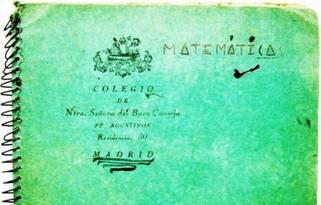 MATEMÁTICAS
COLEGIO
DE
Ntra. Señora del Buen Consejo
PP. AGUSTINOS
MADRID